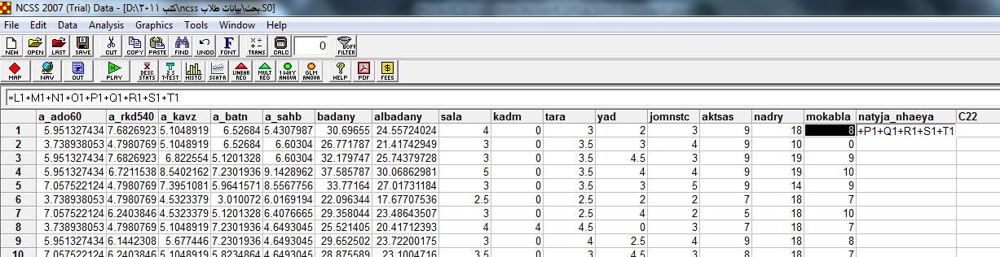 NCSS 2007 (Trial) Data - [D:\كتب ٢٠١١\ncss بحث\بيانات طلاب.S0]
File Edit Data Analysis Graphics Tools Window Help
NEW OPEN LAST SAVE CUT COPY PASTE FIND UNDO FONT TRANS CALC 0 OFF FILTER
MAP NAV OUT PLAY DESC STATS 2 S T-TEST HISTO SCAT-R LINEAR REG MULT REG 1 WAY ANOVA GLM ANOVA HELP PDF FEES
=L1+M1+N1+O1+P1+Q1+R1+S1+T1
a_ado60 a_rkd540 a_kavz a_batn a_sahb badany albadany sala kadm tara yad jomnstc aktsas nadry mokabla natyja_nhaeya C22
1 5.951327434 7.6826923 5.1048919 6.52684 5.4307987 30.69655 24.55724024 4 0 3 2 3 9 18 8 +P1+Q1+R1+S1+T1
2 3.738938053 4.7980769 5.1048919 6.52684 6.60304 26.771787 21.41742949 3 0 3.5 3 4 9 10 0
3 5.951327434 7.6826923 6.822554 5.1201328 6.60304 32.179747 25.74379728 3 0 3.5 4.5 3 9 19 9
4 5.951327434 6.7211538 8.5402162 7.2301936 9.1428962 37.585787 30.06862981 5 0 3.5 4 4 9 19 10
5 7.057522124 4.7980769 7.3951081 5.9641571 8.5567756 33.77164 27.01731184 3 0 3.5 3 5 9 14 9
6 3.738938053 4.7980769 4.5323379 3.010072 6.0169194 22.096344 17.67707536 2.5 0 2.5 2 2 7 18 7
7 7.057522124 6.2403846 4.5323379 5.1201328 6.4076665 29.358044 23.48643507 3 0 2.5 4 2 5 18 10
8 3.738938053 4.7980769 5.1048919 7.2301936 4.6493045 25.521405 20.41712393 4 4 4.5 0 3 7 18 7
9 5.951327434 6.1442308 5.677446 7.2301936 4.6493045 29.652502 23.72200175 3 0 4 2.5 4 9 18 8
10 7.057522124 6.2403846 5.1048919 5.8234864 4.6493045 28.875589 23.1004716 3.5 0 3 4.5 3 8 18 7